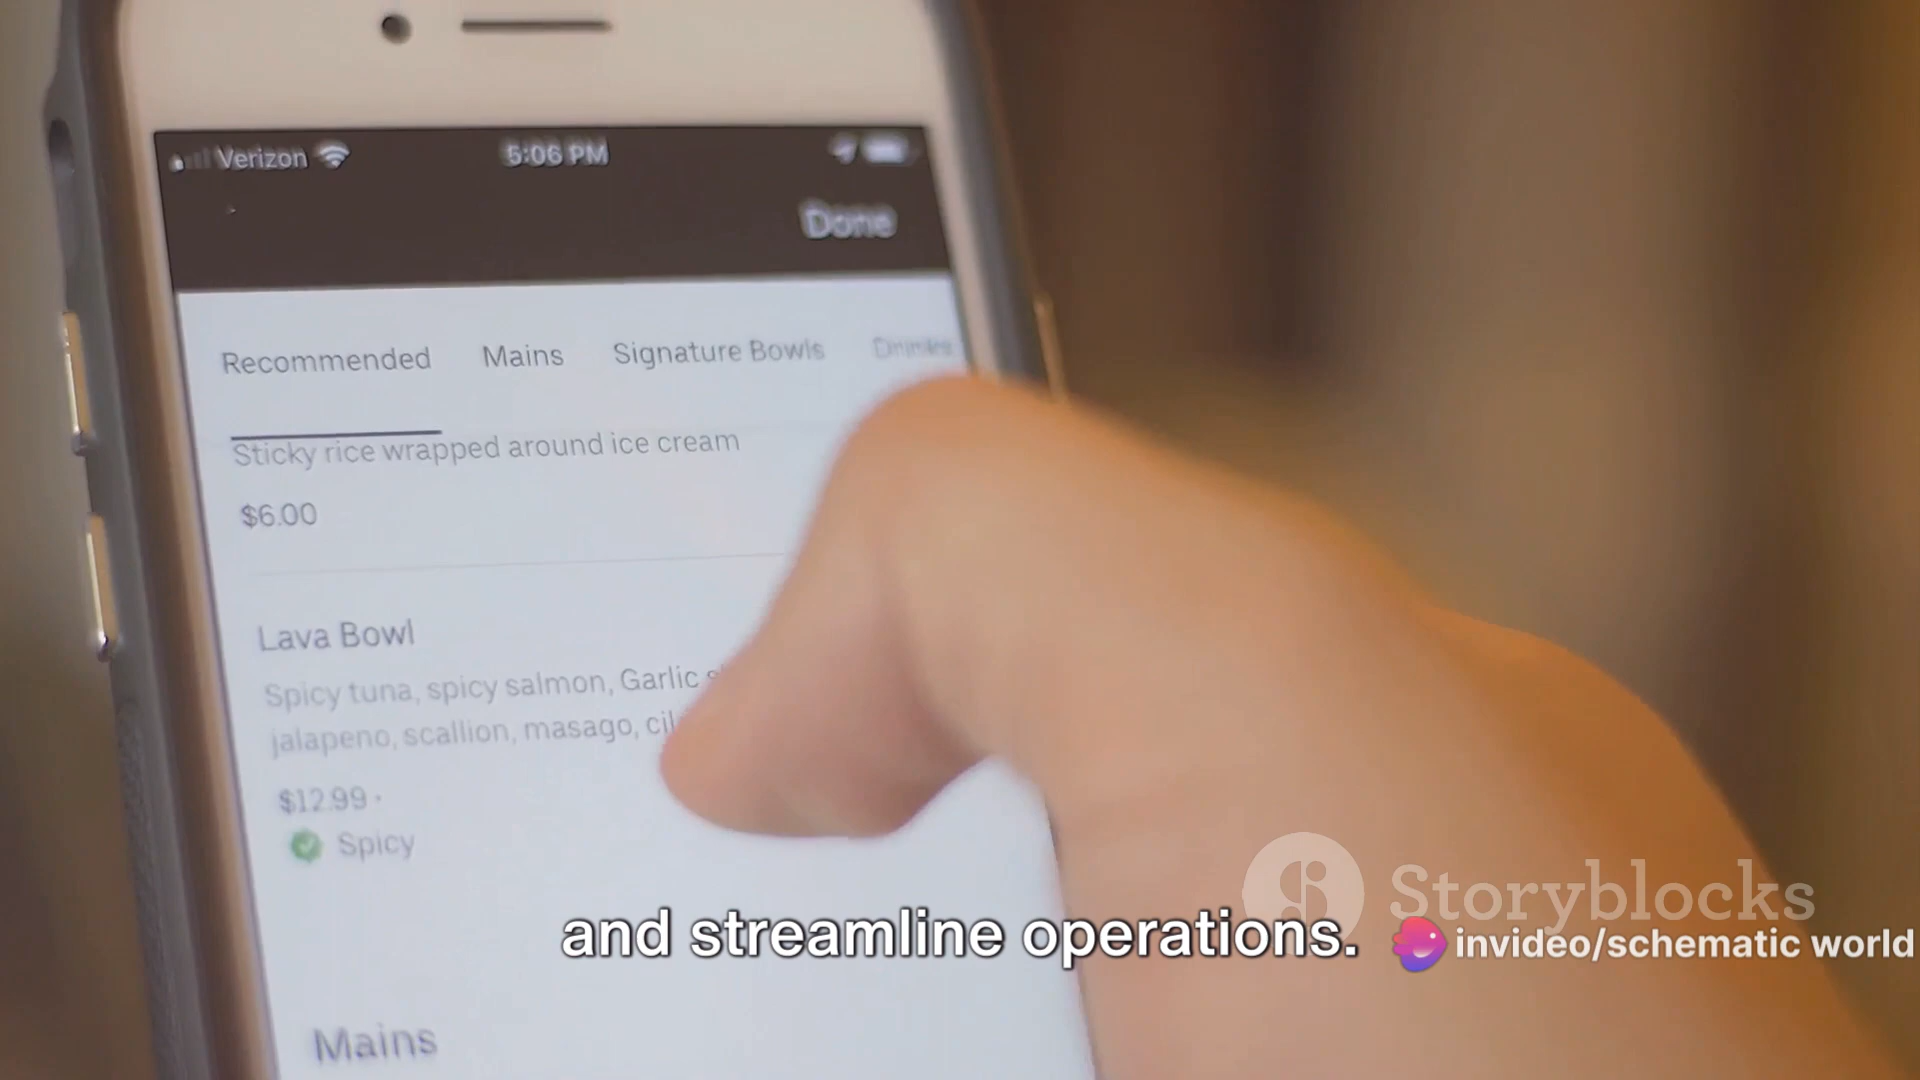 Verizon
5:06 PM
Done
Recommended
Mains
Signature Bowls
Drinks
Sticky rice wrapped around ice cream
$6.00
Lava Bowl
Spicy tuna, spicy salmon, Garlic
jalapeno, scallion, masago,
$12.99 ·
Spicy
Mains
Storyblocks
and streamline operations.
invideo/schematic world